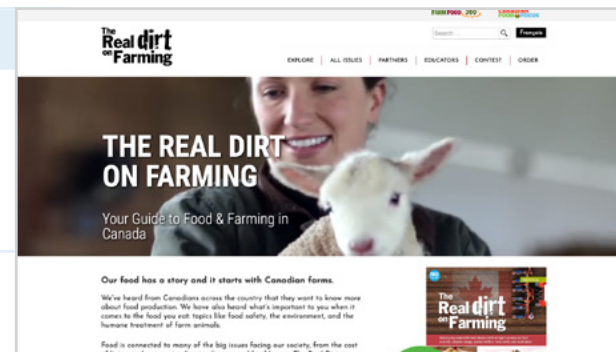 FarmFood 360
Canadian
Food Focus
The
Real dirt
on Farming
Search ...
Français
EXPLORE | ALL ISSUES | PARTNERS | EDUCATORS | CONTEST | ORDER
THE REAL DIRT
ON FARMING
Your Guide to Food & Farming in
Canada
Our food has a story and it starts with Canadian farms.
We've heard from Canadians across the country that they want to know more
about food production. We have also heard what's important to you when it
comes to the food you eat: topics like food safety, the environment, and the
humane treatment of farm animals.
Food is connected to many of the big issues facing our society, from the cost
The
Real dirt
on Farming